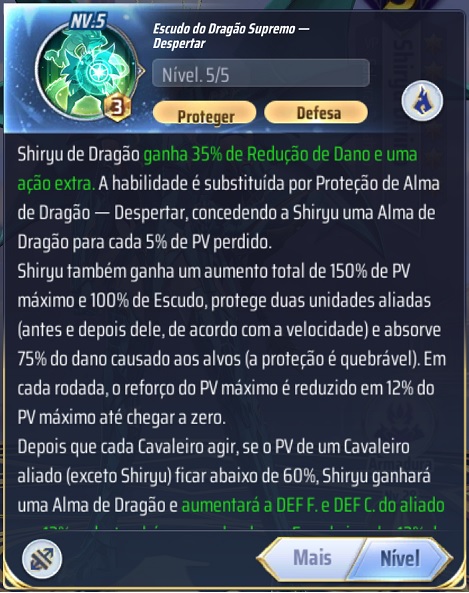 NV.5
Escudo do Dragão Supremo —
Despertar
Nível. 5/5
3
Proteger
Defesa
Shiryu de Dragão ganha 35% de Redução de Dano e uma
ação extra. A habilidade é substituída por Proteção de Alma
de Dragão — Despertar, concedendo a Shiryu uma Alma de
Dragão para cada 5% de PV perdido.
Shiryu também ganha um aumento total de 150% de PV
máximo e 100% de Escudo, protege duas unidades aliadas
(antes e depois dele, de acordo com a velocidade) e absorve
75% do dano causado aos alvos (a proteção é quebrável). Em
cada rodada, o reforço do PV máximo é reduzido em 12% do
PV máximo até chegar a zero.
Depois que cada Cavaleiro agir, se o PV de um Cavaleiro
aliado (exceto Shiryu) ficar abaixo de 60%, Shiryu ganhará
uma Alma de Dragão e aumentará a DEF F. e DEF C. do aliado
Mais
Nível